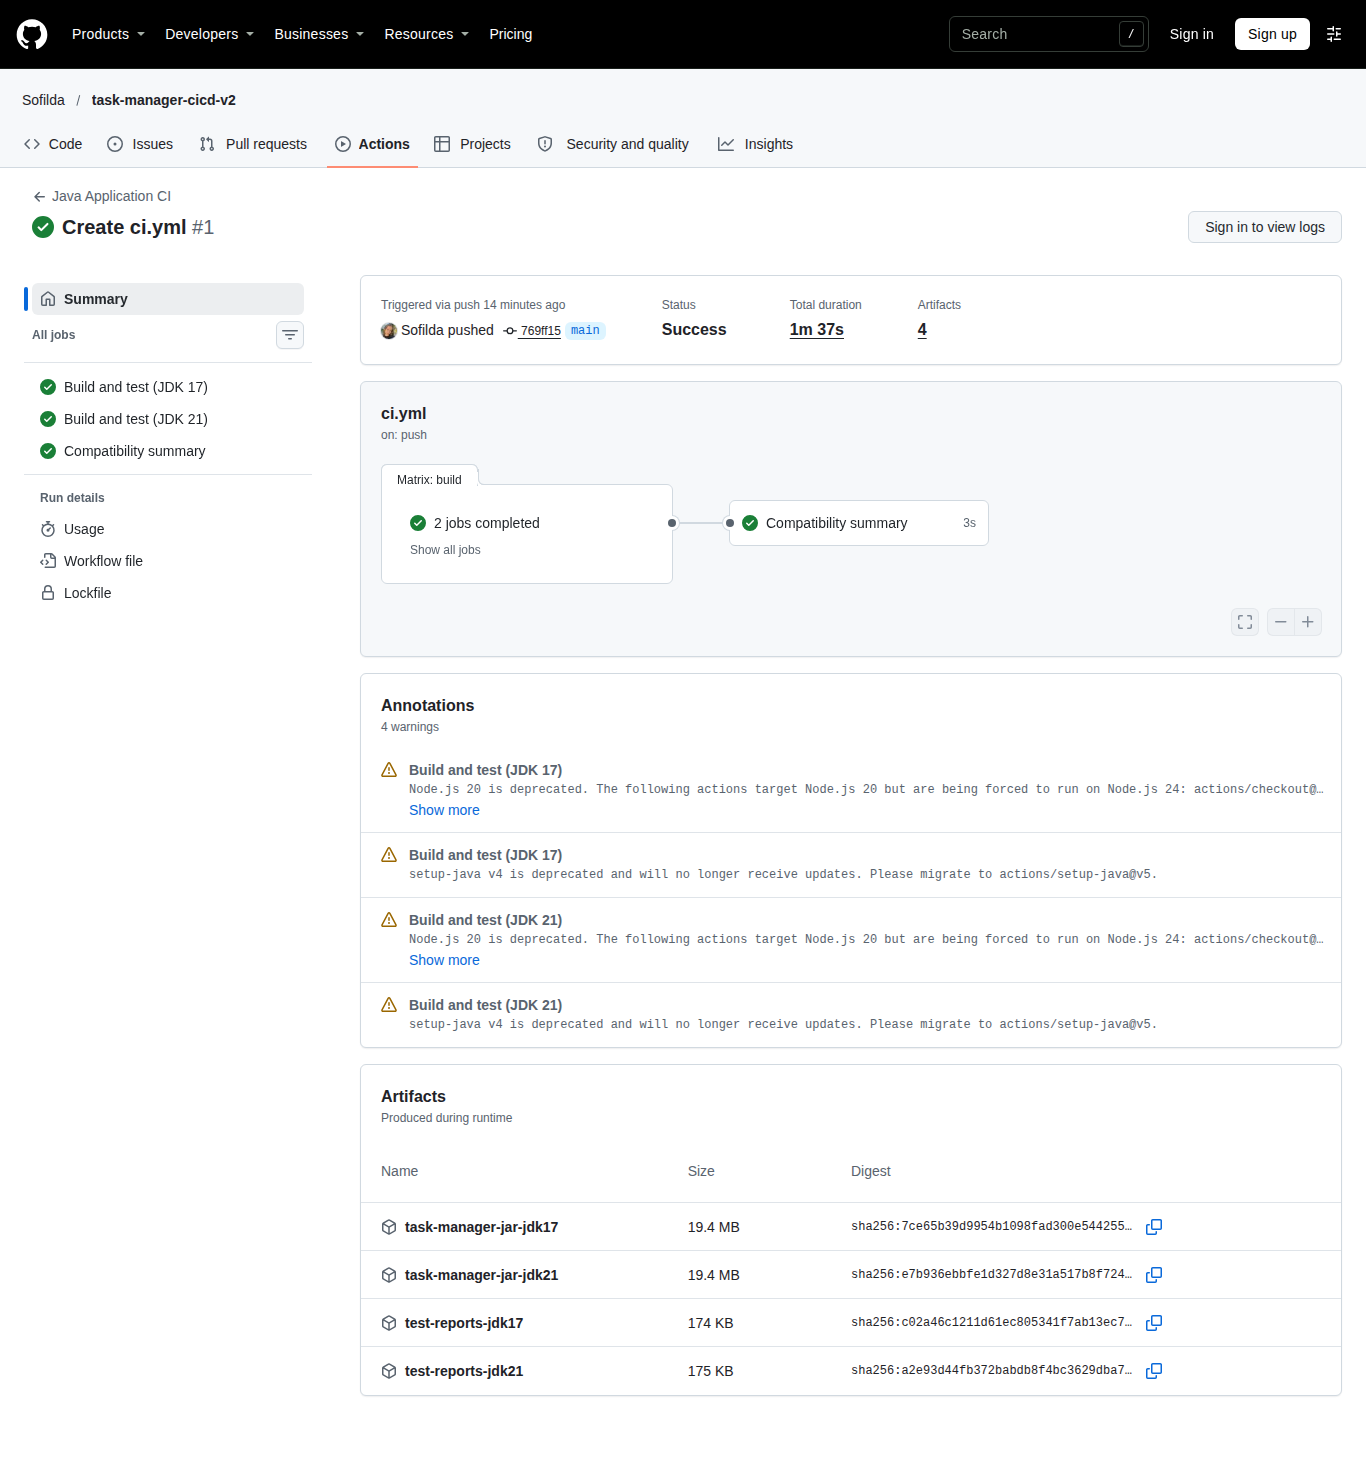 Products Developers Businesses Resources Pricing Search / Sign in Sign up
Sofilda / task-manager-cicd-v2
Code Issues Pull requests Actions Projects Security and quality Insights
Java Application CI
Create ci.yml #1
Sign in to view logs
Summary
All jobs
Build and test (JDK 17)
Build and test (JDK 21)
Compatibility summary
Run details
Usage
Workflow file
Lockfile
Triggered via push 14 minutes ago
Sofilda pushed 769ff15 main
Status
Success
Total duration
1m 37s
Artifacts
4
ci.yml
on: push
Matrix: build
2 jobs completed
Show all jobs
Compatibility summary 3s
Annotations
4 warnings
Build and test (JDK 17)
Node.js 20 is deprecated. The following actions target Node.js 20 but are being forced to run on Node.js 24: actions/checkout@…
Show more
Build and test (JDK 17)
setup-java v4 is deprecated and will no longer receive updates. Please migrate to actions/setup-java@v5.
Build and test (JDK 21)
Node.js 20 is deprecated. The following actions target Node.js 20 but are being forced to run on Node.js 24: actions/checkout@…
Show more
Build and test (JDK 21)
setup-java v4 is deprecated and will no longer receive updates. Please migrate to actions/setup-java@v5.
Artifacts
Produced during runtime
Name Size Digest
task-manager-jar-jdk17 19.4 MB sha256:7ce65b39d9954b1098fad300e544255…
task-manager-jar-jdk21 19.4 MB sha256:e7b936ebbfe1d327d8e31a517b8f724…
test-reports-jdk17 174 KB sha256:c02a46c1211d61ec805341f7ab13ec7…
test-reports-jdk21 175 KB sha256:a2e93d44fb372babdb8f4bc3629dba7…